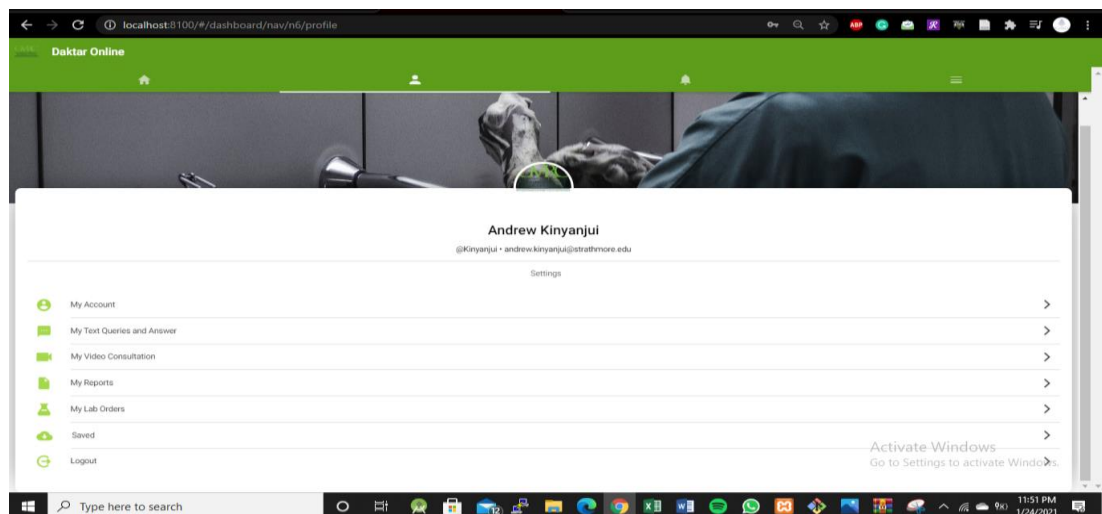 localhost:8100/#/dashboard/nav/n6/profile
ABP
Daktar Online
Andrew Kinyanjui
@Kinyanjui • andrew.kinyanjui@strathmore.edu
Settings
My Account
My Text Queries and Answer
My Video Consultation
My Reports
My Lab Orders
Saved
Logout
Activate Windows
Go to Settings to activate Windows.
Type here to search
12
11:51 PM
1/24/2021